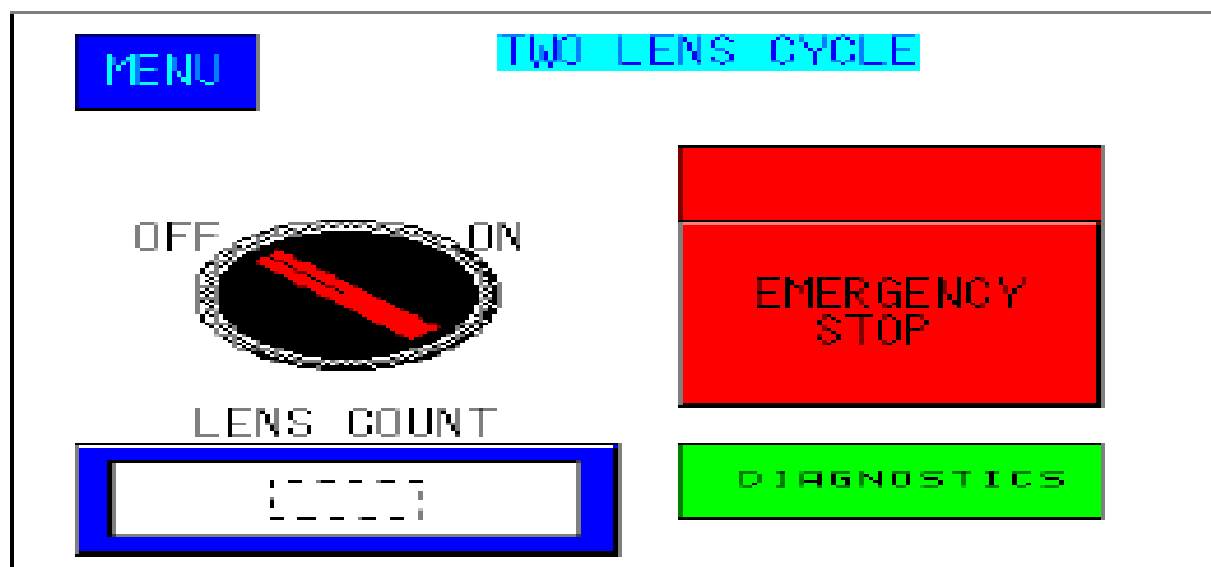 MENU
TWO LENS CYCLE
OFF
ON
EMERGENCY
STOP
LENS COUNT
DIAGNOSTICS